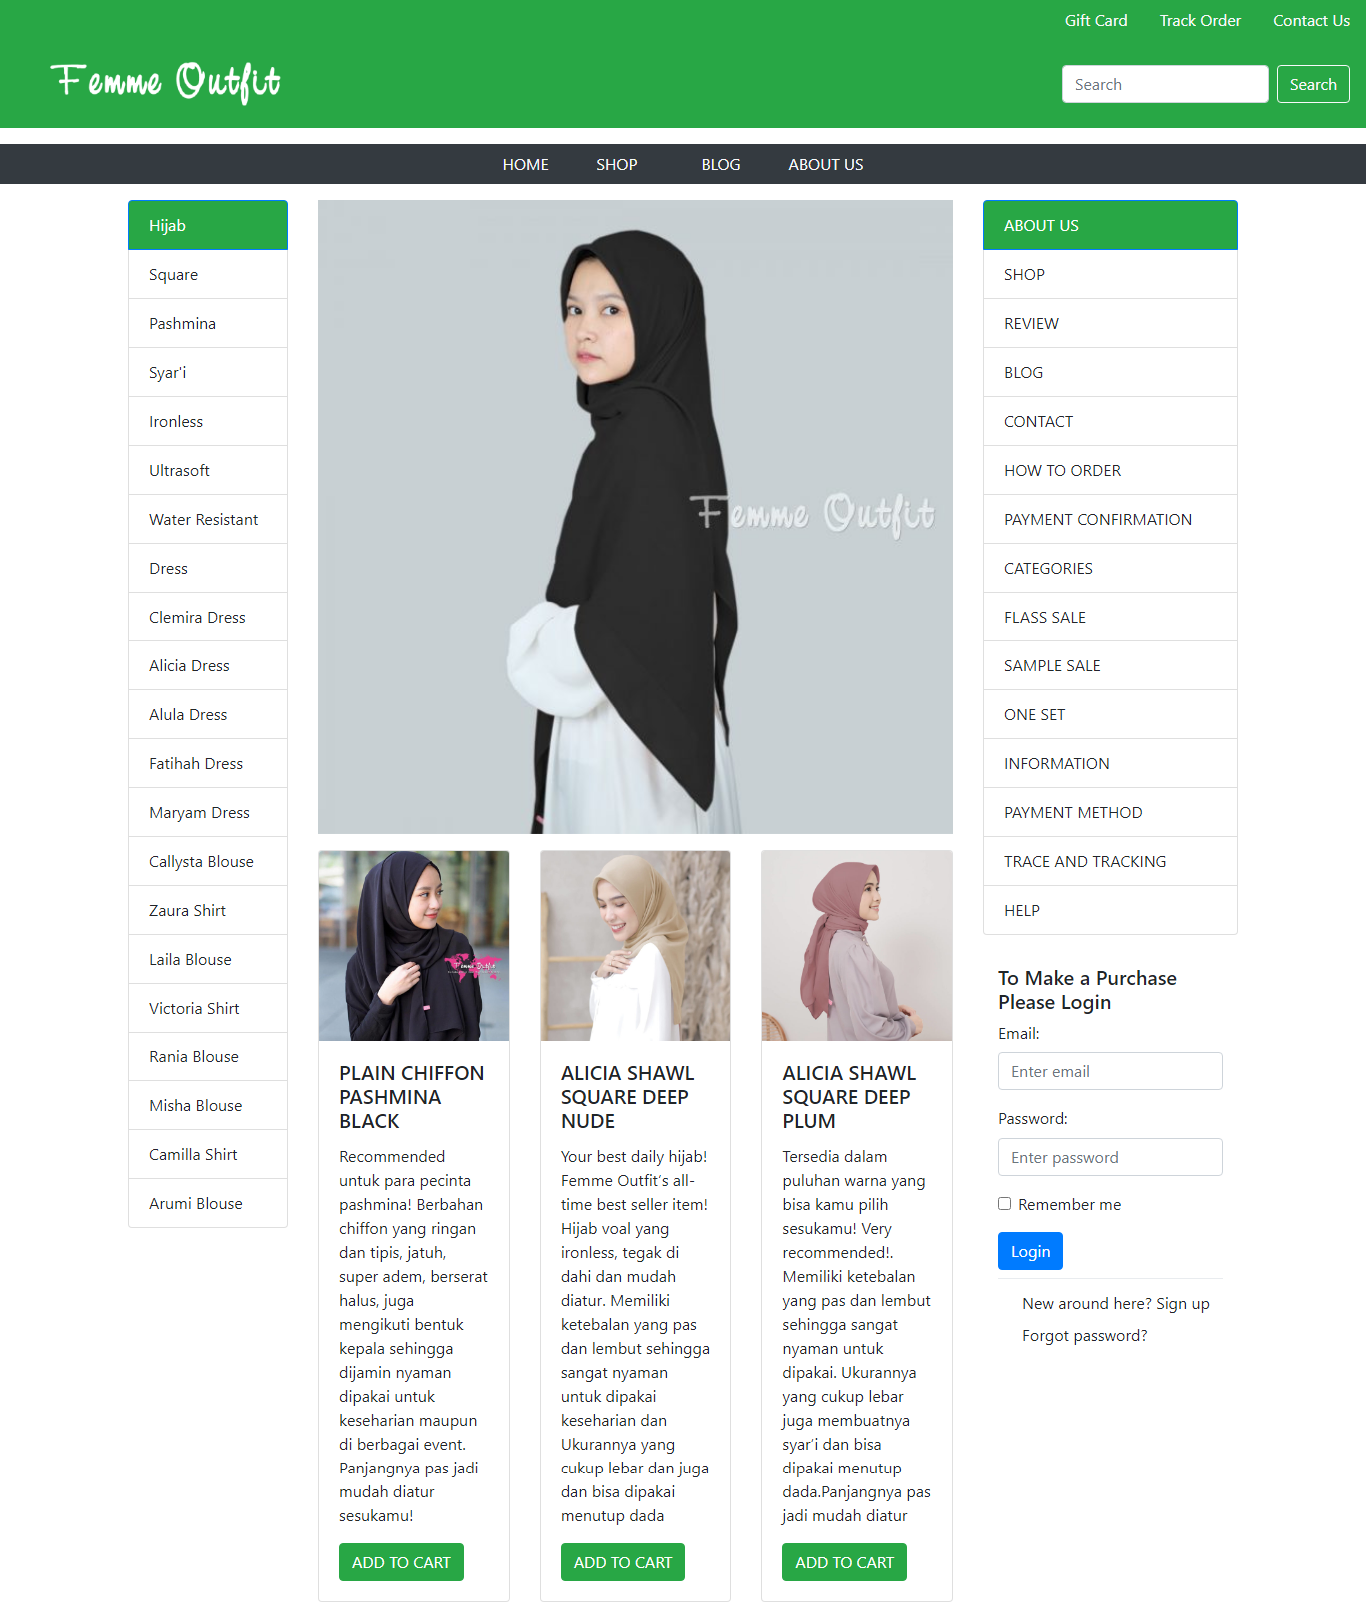 Gift Card
Track Order
Contact Us
Femme Outfit
Search
Search
HOME
SHOP
BLOG
ABOUT US
Hijab
Square
Pashmina
Syar'i
Ironless
Ultrasoft
Water Resistant
Dress
Clemira Dress
Alicia Dress
Alula Dress
Fatihah Dress
Maryam Dress
Callysta Blouse
Zaura Shirt
Laila Blouse
Victoria Shirt
Rania Blouse
Misha Blouse
Camilla Shirt
Arumi Blouse
Femme Outfit
Femme Outfit
PLAIN CHIFFON
PASHMINA
BLACK
Recommended
untuk para pecinta
pashmina! Berbahan
chiffon yang ringan
dan tipis, jatuh,
super adem, berserat
halus, juga
mengikuti bentuk
kepala sehingga
dijamin nyaman
dipakai untuk
keseharian maupun
di berbagai event.
Panjangnya pas jadi
mudah diatur
sesukamu!
ADD TO CART
ALICIA SHAWL
SQUARE DEEP
NUDE
Your best daily hijab!
Femme Outfit’s all-
time best seller item!
Hijab voal yang
ironless, tegak di
dahi dan mudah
diatur. Memiliki
ketebalan yang pas
dan lembut sehingga
sangat nyaman
untuk dipakai
keseharian dan
Ukurannya yang
cukup lebar dan juga
dan bisa dipakai
menutup dada
ADD TO CART
ALICIA SHAWL
SQUARE DEEP
PLUM
Tersedia dalam
puluhan warna yang
bisa kamu pilih
sesukamu! Very
recommended!.
Memiliki ketebalan
yang pas dan lembut
sehingga sangat
nyaman untuk
dipakai. Ukurannya
yang cukup lebar
juga membuatnya
syar’i dan bisa
dipakai menutup
dada.Panjangnya pas
jadi mudah diatur
ADD TO CART
ABOUT US
SHOP
REVIEW
BLOG
CONTACT
HOW TO ORDER
PAYMENT CONFIRMATION
CATEGORIES
FLASS SALE
SAMPLE SALE
ONE SET
INFORMATION
PAYMENT METHOD
TRACE AND TRACKING
HELP
To Make a Purchase
Please Login
Email:
Enter email
Password:
Enter password
Remember me
Login
New around here? Sign up
Forgot password?